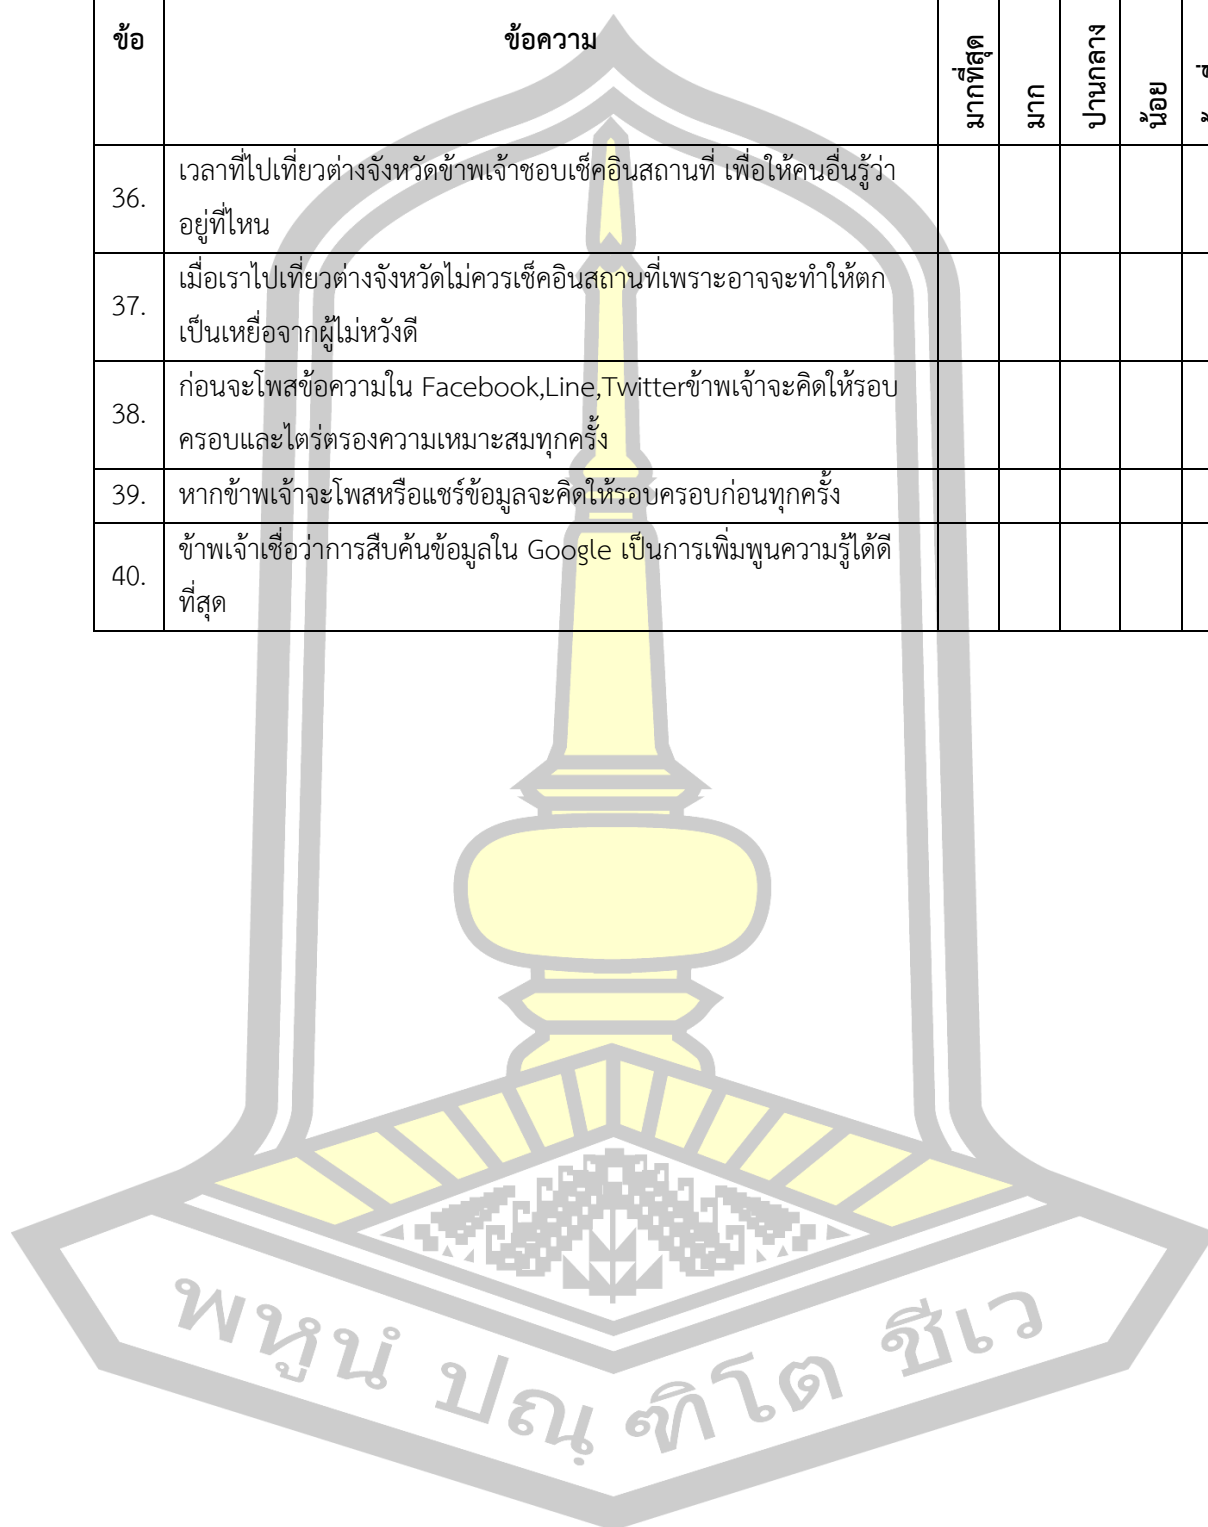 ข้อ ข้อความ มากที่สุด มาก ปานกลาง น้อย
36. เวลาที่ไปเที่ยวต่างจังหวัดข้าพเจ้าชอบเช็คอินสถานที่ เพื่อให้คนอื่นรู้ว่า
อยู่ที่ไหน
37. เมื่อเราไปเที่ยวต่างจังหวัดไม่ควรเช็คอินสถานที่เพราะอาจจะทำให้ตก
เป็นเหยื่อจากผู้ไม่หวังดี
38. ก่อนจะโพสข้อความใน Facebook,Line,Twitterข้าพเจ้าจะคิดให้รอบ
ครอบและไตร่ตรองความเหมาะสมทุกครั้ง
39. หากข้าพเจ้าจะโพสหรือแชร์ข้อมูลจะคิดให้รอบครอบก่อนทุกครั้ง
40. ข้าพเจ้าเชื่อว่าการสืบค้นข้อมูลใน Google เป็นการเพิ่มพูนความรู้ได้ดี
ที่สุด
พหูนํ ปณฺฑิโต ชีเว